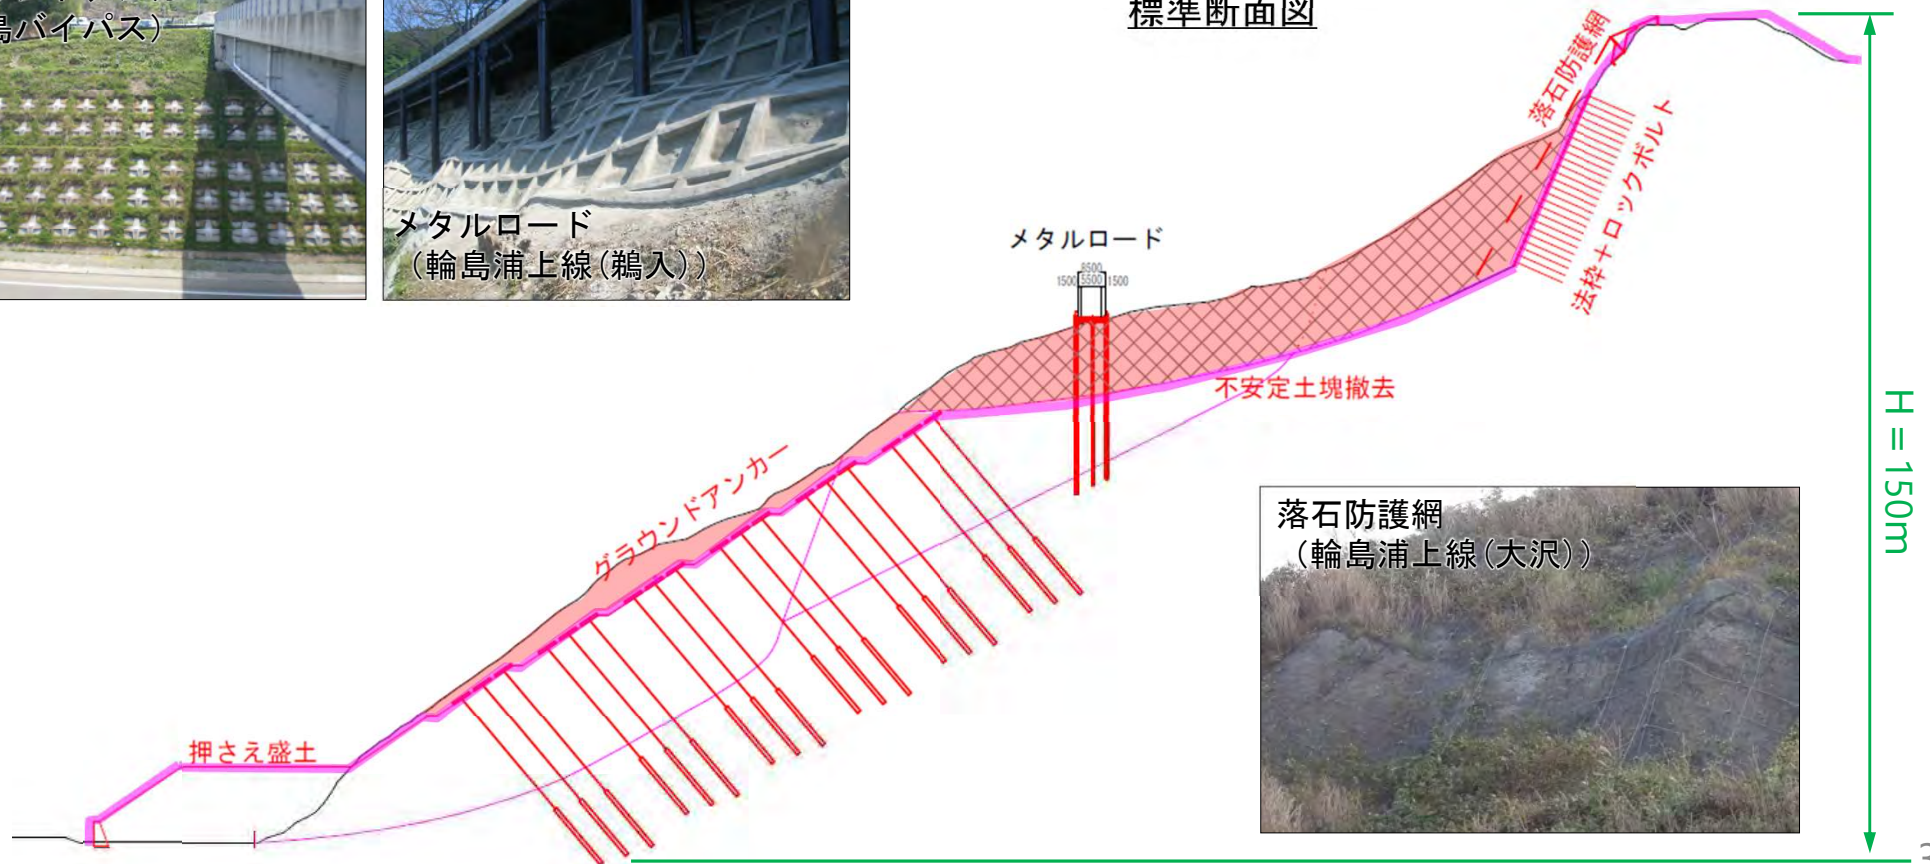 島バイパス)
メタルロード
(輪島浦上線(鵜入))
標準断面図
落石防護網
法枠+ロックボルト
メタルロード
8500
1500 5500 1500
不安定土塊撤去
グラウンドアンカー
押さえ盛土
落石防護網
(輪島浦上線(大沢))
H=150m